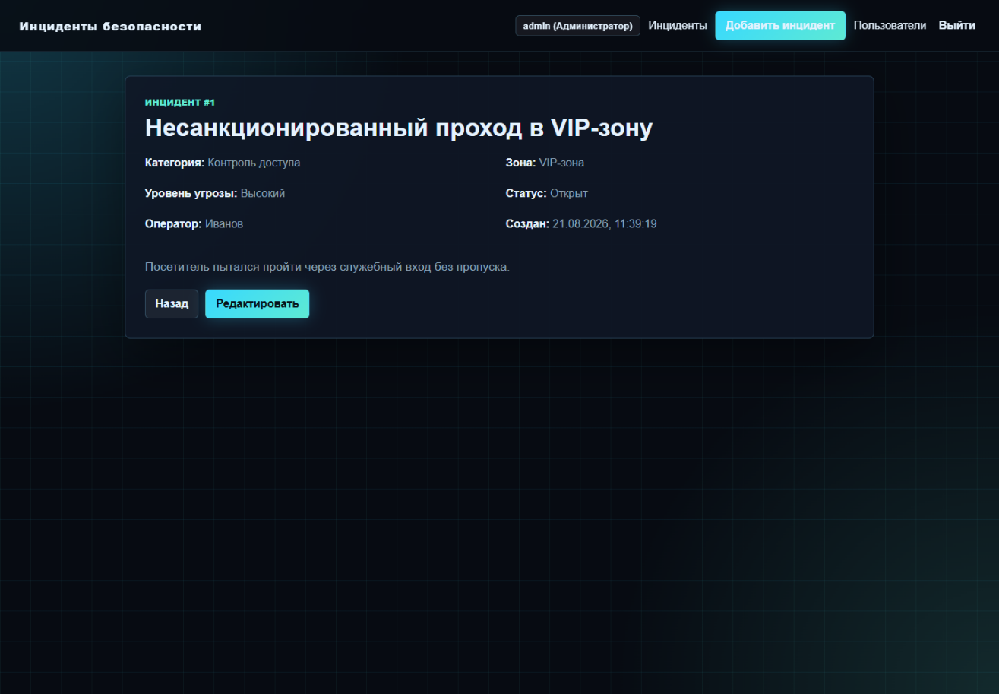 Инциденты безопасности
admin (Администратор) Инциденты Добавить инцидент Пользователи Выйти
ИНЦИДЕНТ #1
Несанкционированный проход в VIP-зону
Категория: Контроль доступа
Зона: VIP-зона
Уровень угрозы: Высокий
Статус: Открыт
Оператор: Иванов
Создан: 21.08.2026, 11:39:19
Посетитель пытался пройти через служебный вход без пропуска.
Назад Редактировать